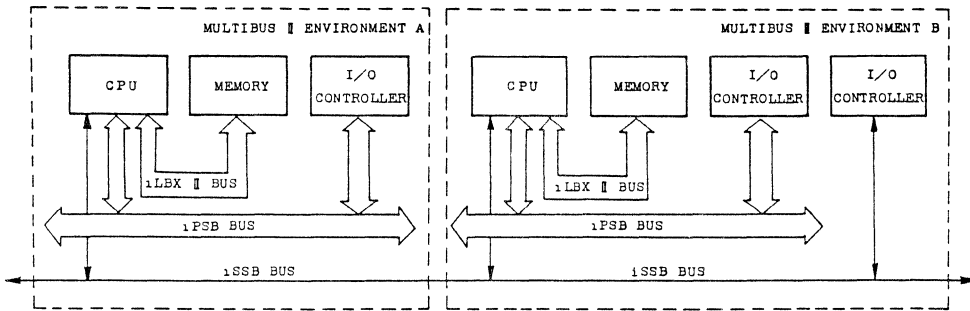 MULTIBUS II ENVIRONMENT A
MULTIBUS II ENVIRONMENT B
CPU
MEMORY
I/O
CONTROLLER
CPU
MEMORY
I/O
CONTROLLER
I/O
CONTROLLER
iLBX II BUS
iLBX II BUS
iPSB BUS
iPSB BUS
iSSB BUS
iSSB BUS